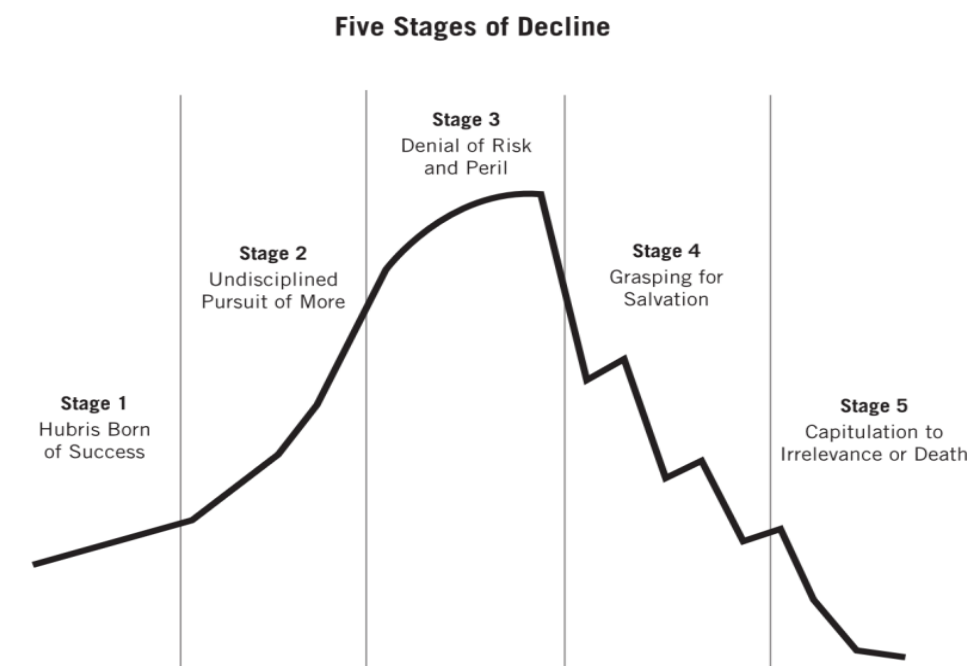 Five Stages of Decline
Stage 1
Hubris Born
of Success
Stage 2
Undisciplined
Pursuit of More
Stage 3
Denial of Risk
and Peril
Stage 4
Grasping for
Salvation
Stage 5
Capitulation to
Irrelevance or Death